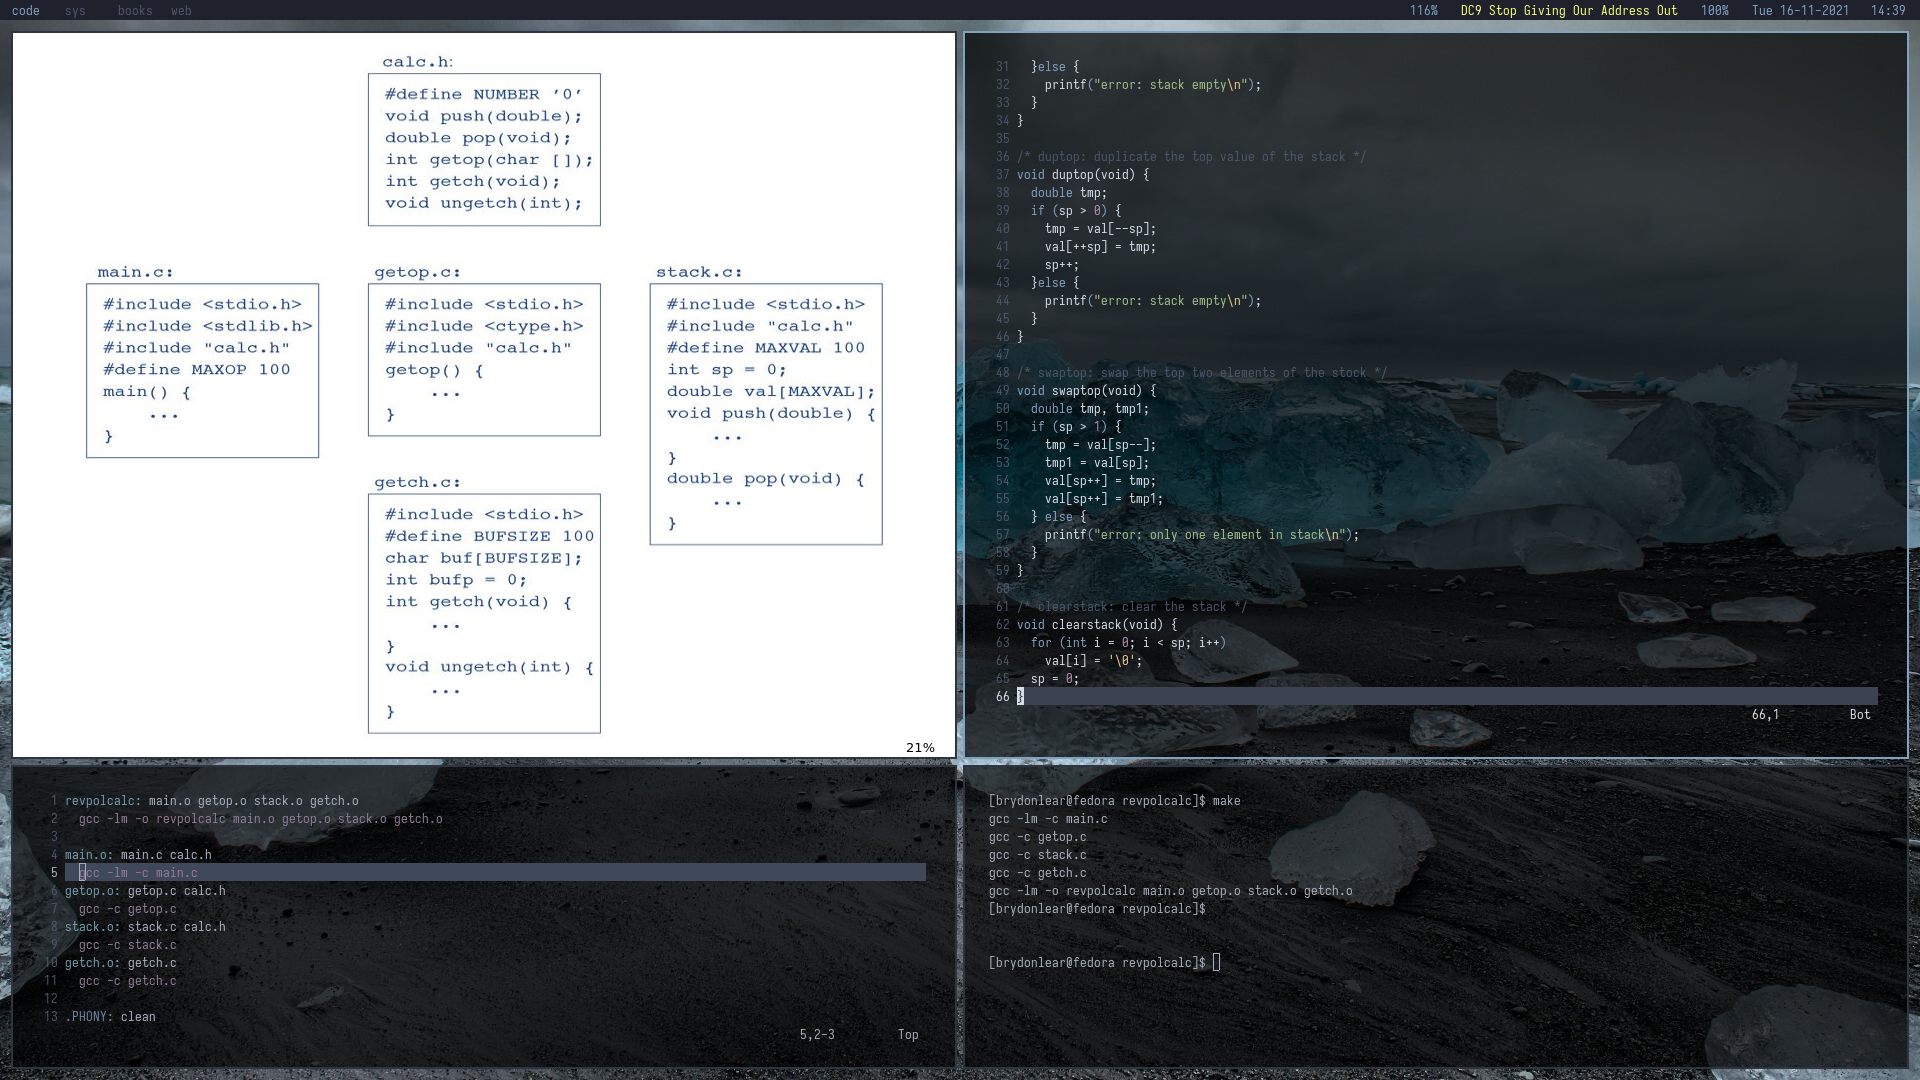 code sys books web 116% DC9 Stop Giving Our Address Out 100% Tue 16-11-2021 14:39
calc.h:
#define NUMBER '0'
void push(double);
double pop(void);
int getop(char []);
int getch(void);
void ungetch(int);
main.c:
#include <stdio.h>
#include <stdlib.h>
#include "calc.h"
#define MAXOP 100
main() {
...
}
getop.c:
#include <stdio.h>
#include <ctype.h>
#include "calc.h"
getop() {
...
}
getch.c:
#include <stdio.h>
#define BUFSIZE 100
char buf[BUFSIZE];
int bufp = 0;
int getch(void) {
...
}
void ungetch(int) {
...
}
stack.c:
#include <stdio.h>
#include "calc.h"
#define MAXVAL 100
int sp = 0;
double val[MAXVAL];
void push(double) {
...
}
double pop(void) {
...
}
21%
31 }else {
32 printf("error: stack empty\n");
33 }
34 }
35
36 /* duptop: duplicate the top value of the stack */
37 void duptop(void) {
38 double tmp;
39 if (sp > 0) {
40 tmp = val[--sp];
41 val[++sp] = tmp;
42 sp++;
43 }else {
44 printf("error: stack empty\n");
45 }
46 }
47
48 /* swaptop: swap the top two elements of the stock */
49 void swaptop(void) {
50 double tmp, tmp1;
51 if (sp > 1) {
52 tmp = val[sp--];
53 tmp1 = val[sp];
54 val[sp++] = tmp;
55 val[sp++] = tmp1;
56 } else {
57 printf("error: only one element in stack\n");
58 }
59 }
60
61 /* clearstack: clear the stack */
62 void clearstack(void) {
63 for (int i = 0; i < sp; i++)
64 val[i] = '\0';
65 sp = 0;
66 }
66,1 Bot
1 revpolcalc: main.o getop.o stack.o getch.o
2 gcc -lm -o revpolcalc main.o getop.o stack.o getch.o
3
4 main.o: main.c calc.h
5 gcc -lm -c main.c
6 getop.o: getop.c calc.h
7 gcc -c getop.c
8 stack.o: stack.c calc.h
9 gcc -c stack.c
10 getch.o: getch.c
11 gcc -c getch.c
12
13 .PHONY: clean
5,2-3 Top
[brydonlear@fedora revpolcalc]$ make
gcc -lm -c main.c
gcc -c getop.c
gcc -c stack.c
gcc -c getch.c
gcc -lm -o revpolcalc main.o getop.o stack.o getch.o
[brydonlear@fedora revpolcalc]$
[brydonlear@fedora revpolcalc]$